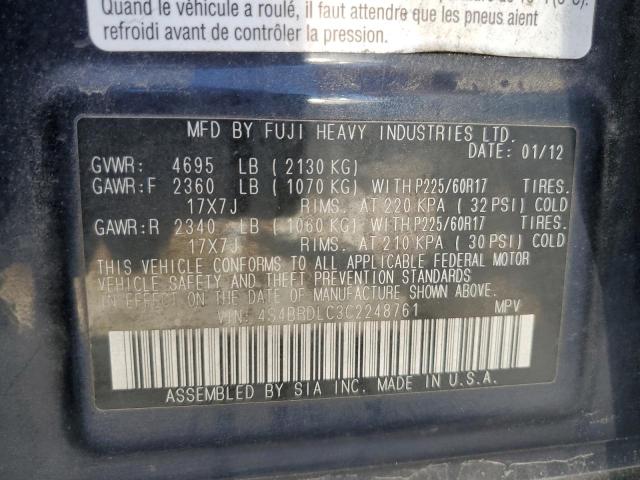 Quand le véhicule a roulé, il faut attendre que les pneus aient
refroidi avant de contrôler la pression.
MFD BY FUJI HEAVY INDUSTRIES LTD.
DATE: 01/12
GVWR: 4695 LB (2130 KG)
GAWR:F 2360 LB (1070 KG) WITH P225/60R17 TIRES.
17X7J RIMS. AT 220 KPA (32 PSI) COLD
GAWR:R 2340 LB (1060 KG) WITH P225/60R17 TIRES.
17X7J RIMS. AT 210 KPA (30 PSI) COLD
THIS VEHICLE CONFORMS TO ALL APPLICABLE FEDERAL MOTOR
VEHICLE SAFETY AND THEFT PREVENTION STANDARDS
IN EFFECT ON THE DATE OF MANUFACTURE SHOWN ABOVE.
VIN: 4S4BRDLC3C2248761 MPV
ASSEMBLED BY SIA INC. MADE IN U.S.A.